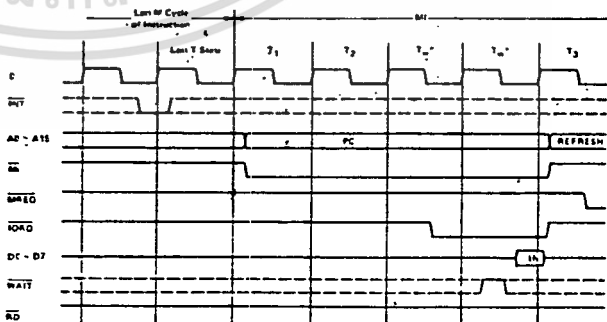 Last M Cycle
of Instruction
M1
Last T State
T1
T2
Tw*
Tw*
T3
INT
A0 ~ A15
PC
REFRESH
M1
MREQ
IORQ
D0 ~ D7
IN
WAIT
RD